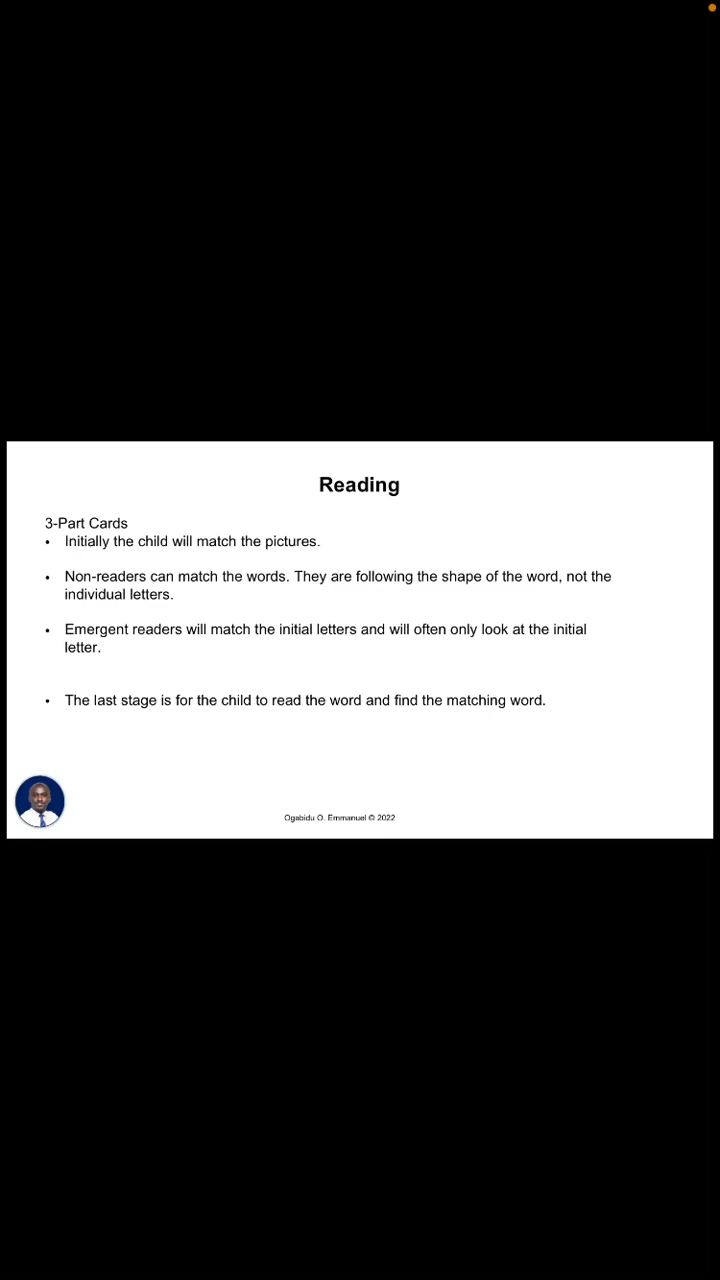 Reading
3-Part Cards
• Initially the child will match the pictures.
• Non-readers can match the words. They are following the shape of the word, not the
individual letters.
• Emergent readers will match the initial letters and will often only look at the initial
letter.
• The last stage is for the child to read the word and find the matching word.
Ogabidu O. Emmanuel © 2022